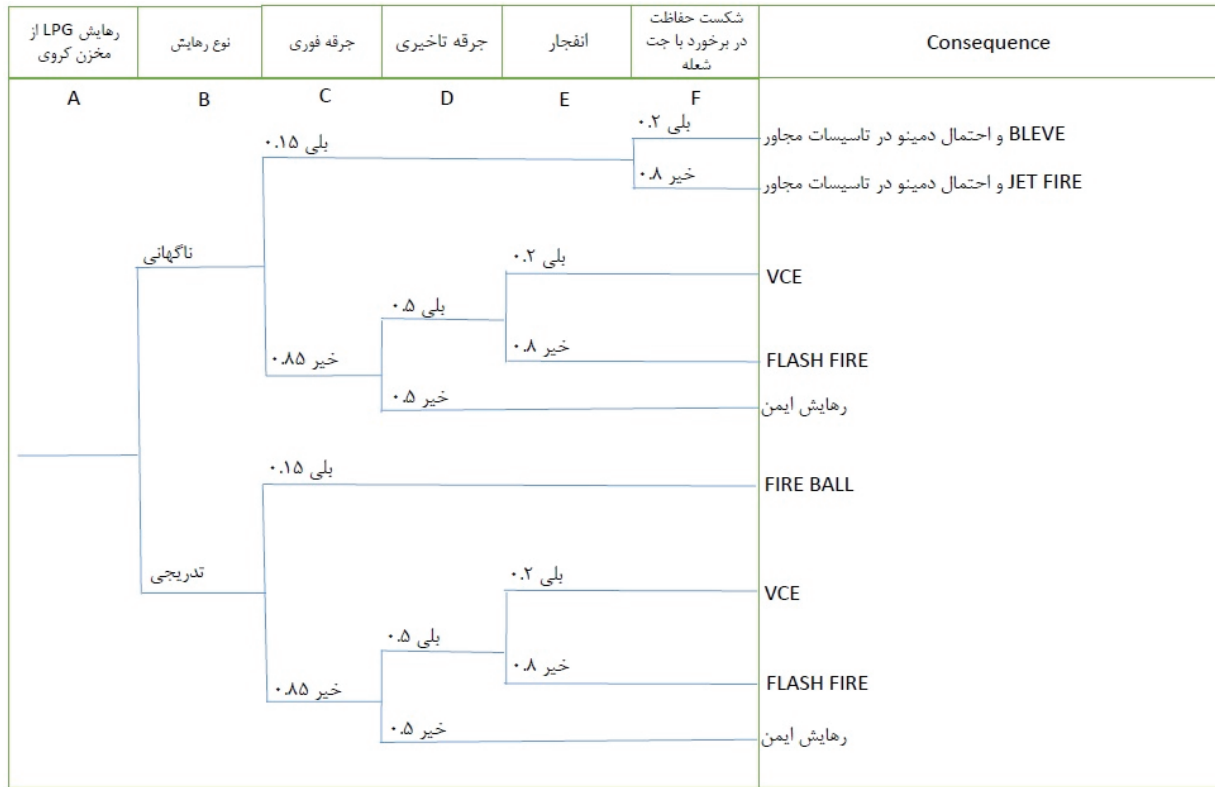 رهایش LPG از
مخزن کروی
نوع رهایش
جرقه فوری
جرقه تاخیری
انفجار
شکست حفاظت
در برخورد با جت
شعله
Consequence
A
B
C
D
E
F
بلی ۰.۲
BLEVE و احتمال دمینو در تاسیسات مجاور
بلی ۰.۱۵
خیر ۰.۸
JET FIRE و احتمال دمینو در تاسیسات مجاور
ناگهانی
بلی ۰.۲
VCE
بلی ۰.۵
خیر ۰.۸۵
خیر ۰.۸
FLASH FIRE
خیر ۰.۵
رهایش ایمن
بلی ۰.۱۵
FIRE BALL
تدریجی
بلی ۰.۲
VCE
بلی ۰.۵
خیر ۰.۸
خیر ۰.۸۵
FLASH FIRE
خیر ۰.۵
رهایش ایمن